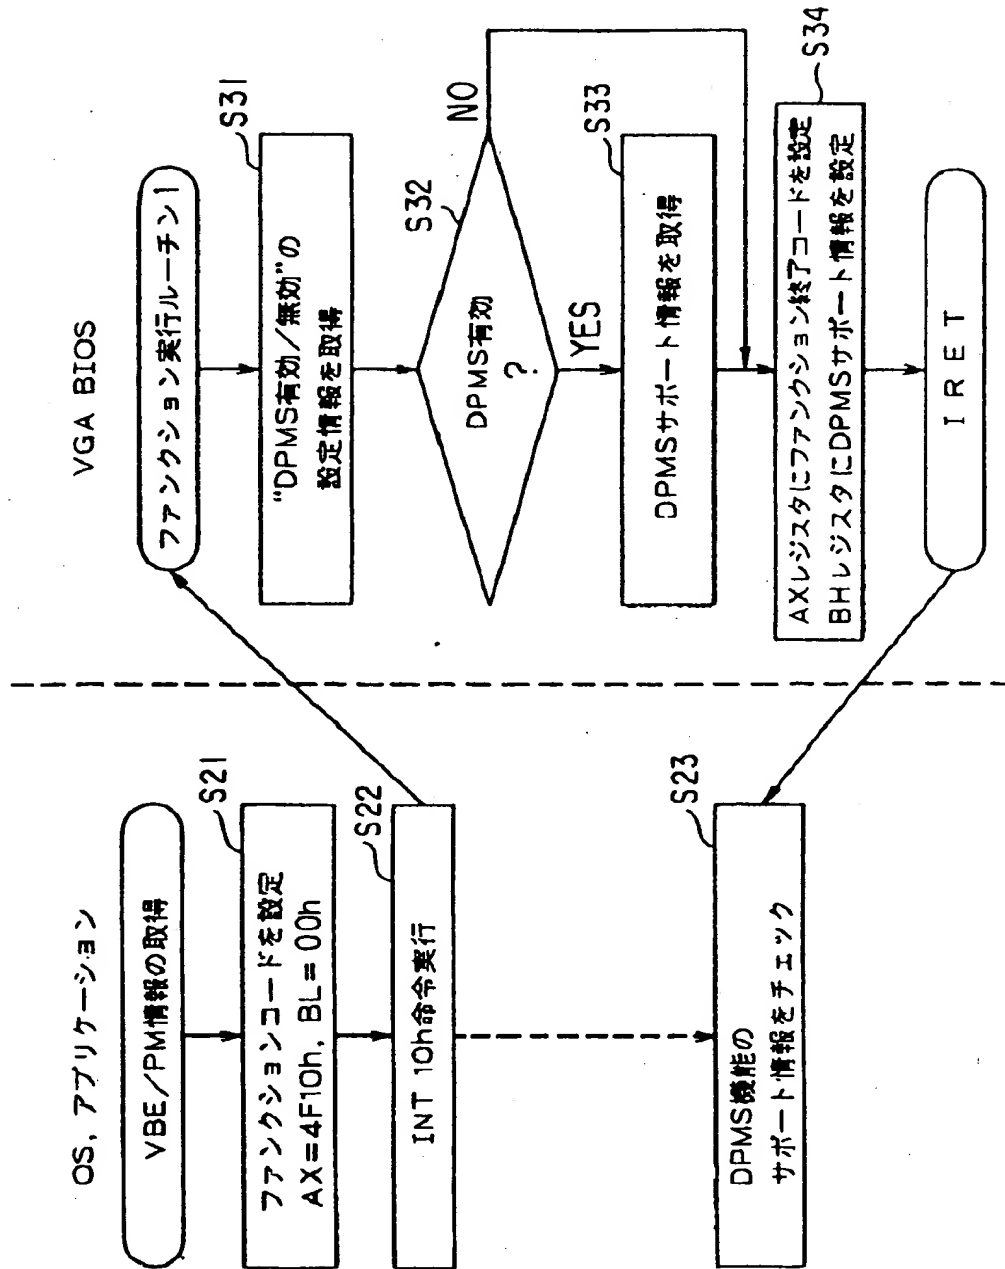 OS, アプリケーション
VBE／PM情報の取得
S21
ファンクションコードを設定
AX=4F10h, BL=00h
S22
INT 10h命令実行
S23
DPMS機能の
サポート情報をチェック
VGA BIOS
ファンクション実行ルーチン1
S31
“DPMS有効／無効”の
設定情報を取得
S32
DPMS有効
?
NO
YES
S33
DPMSサポート情報を取得
S34
AXレジスタにファンクション終了コードを設定
BHレジスタにDPMSサポート情報を設定
IRET